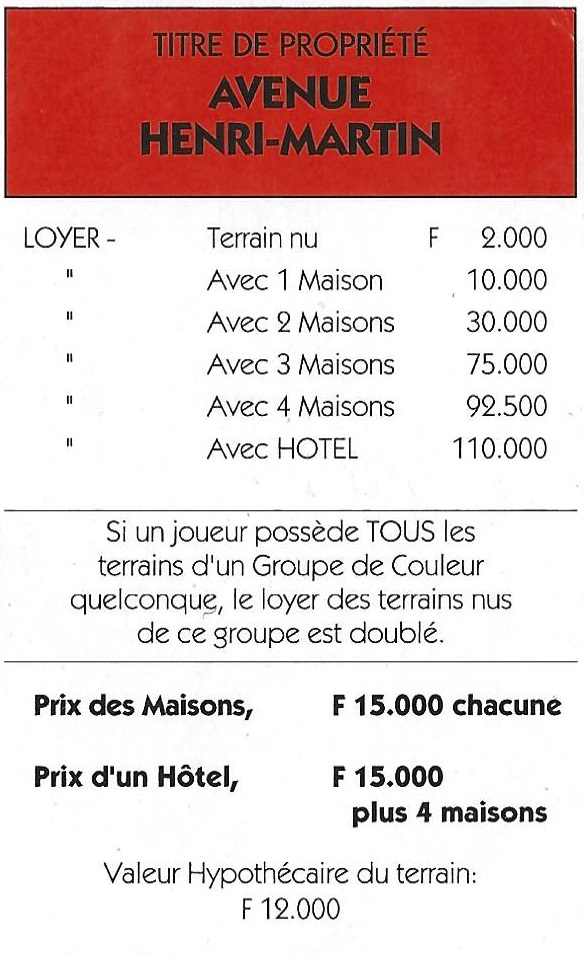 TITRE DE PROPRIÉTÉ
AVENUE
HENRI-MARTIN
LOYER - Terrain nu F 2.000
" Avec 1 Maison 10.000
" Avec 2 Maisons 30.000
" Avec 3 Maisons 75.000
" Avec 4 Maisons 92.500
" Avec HOTEL 110.000
Si un joueur possède TOUS les
terrains d'un Groupe de Couleur
quelconque, le loyer des terrains nus
de ce groupe est doublé.
Prix des Maisons, F 15.000 chacune
Prix d'un Hôtel, F 15.000
plus 4 maisons
Valeur Hypothécaire du terrain:
F 12.000